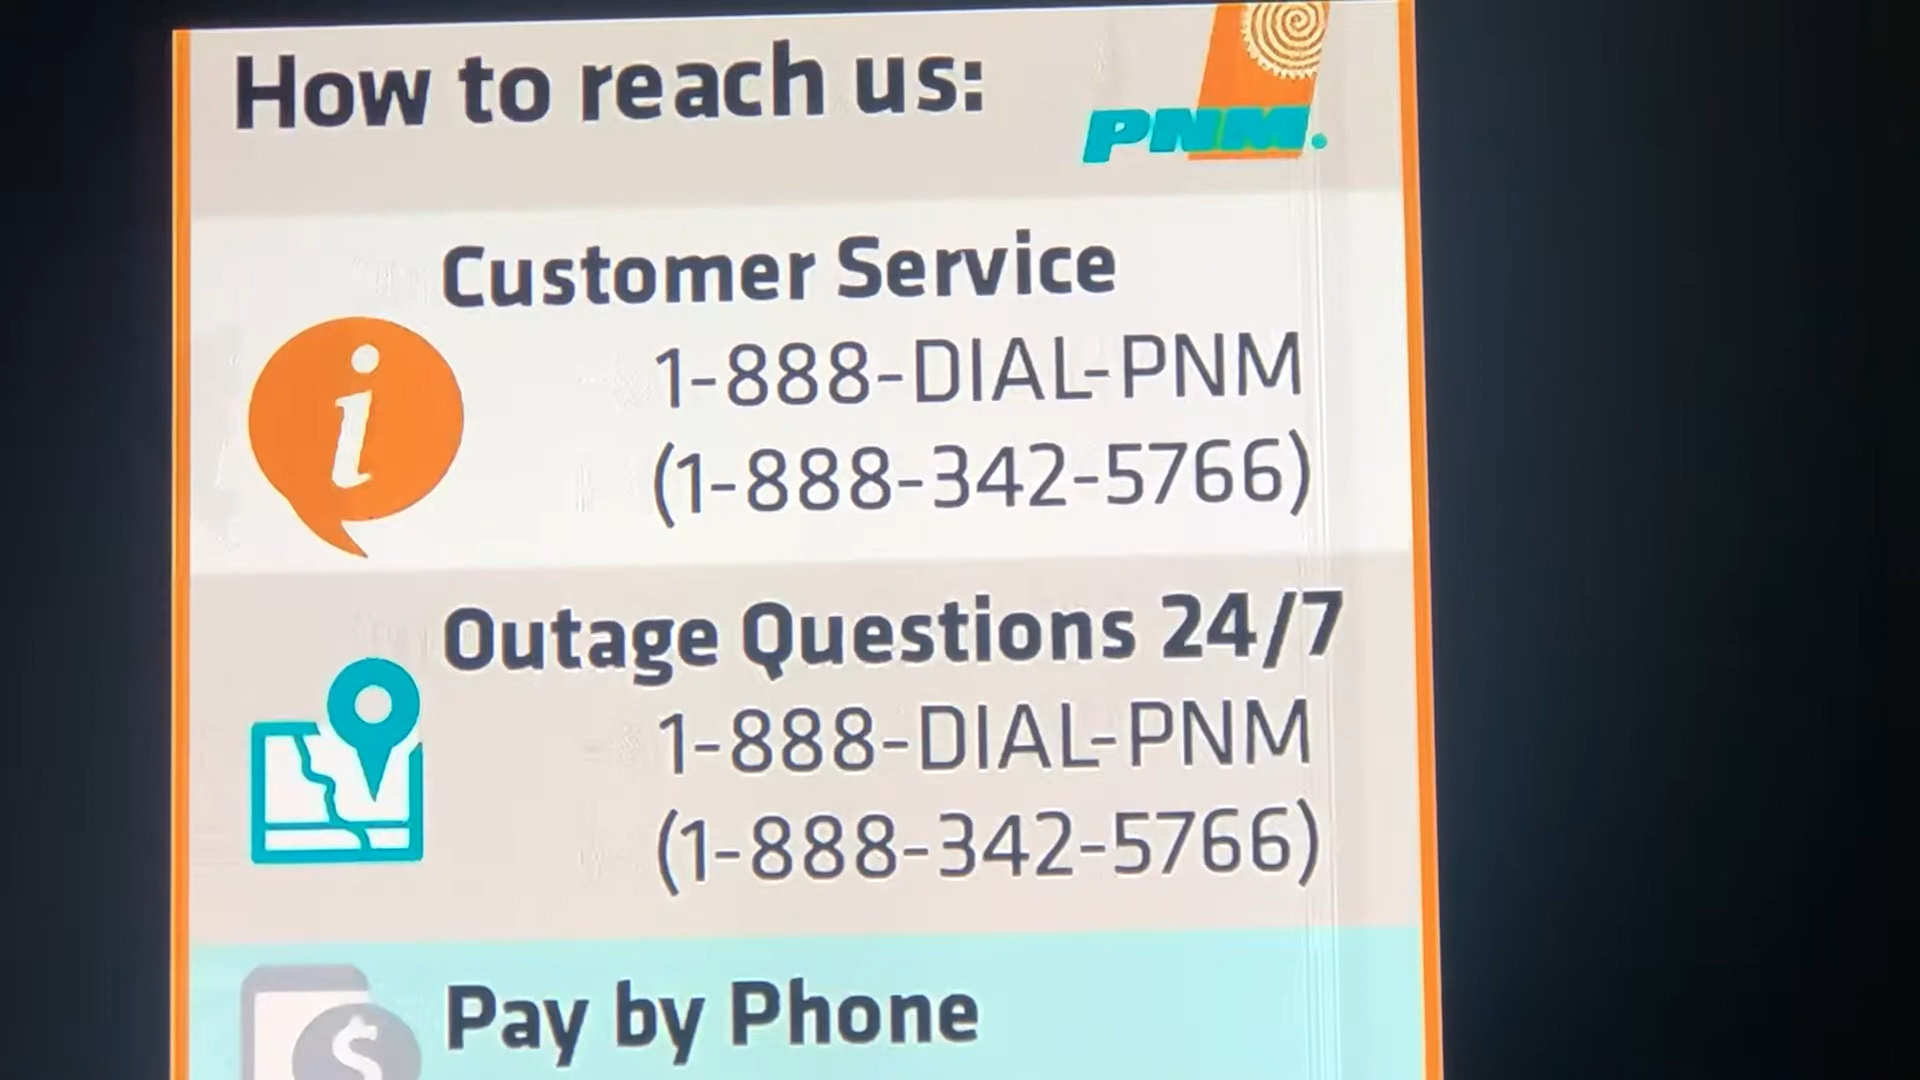 How to reach us:
PNM.
Customer Service
1-888-DIAL-PNM
(1-888-342-5766)
Outage Questions 24/7
1-888-DIAL-PNM
(1-888-342-5766)
Pay by Phone